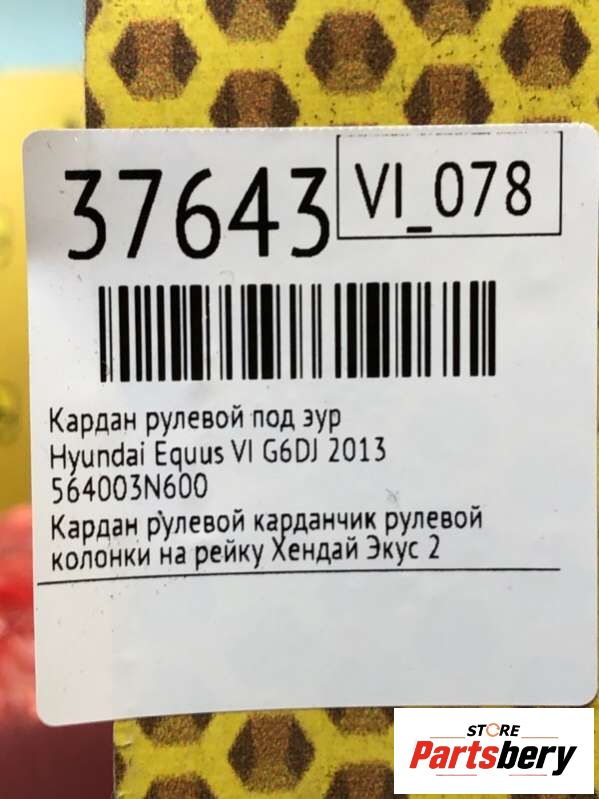 37643
VI_078
Кардан рулевой под зур
Hyundai Equus VI G6DJ 2013
564003N600
Кардан рулевой карданчик рулевой
колонки на рейку Хендай Экус 2
STORE
Partsbery